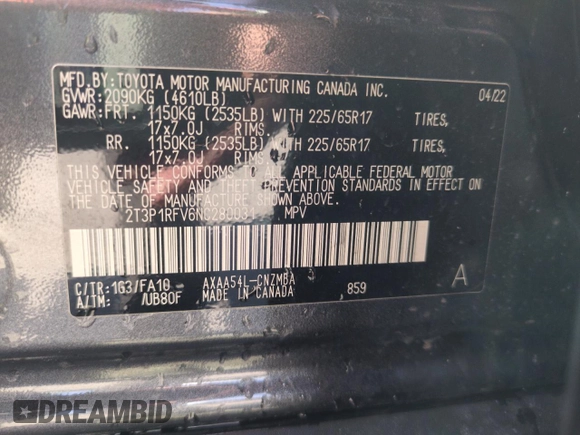 MFD.BY:TOYOTA MOTOR MANUFACTURING CANADA INC.
GVWR:2090KG (4610LB) 04/22
GAWR:FRT. 1150KG (2535LB) WITH 225/65R17 TIRES,
17x7.0J RIMS,
RR. 1150KG (2535LB) WITH 225/65R17 TIRES,
17x7.0J RIMS,
THIS VEHICLE CONFORMS TO ALL APPLICABLE FEDERAL MOTOR
VEHICLE SAFETY AND THEFT PREVENTION STANDARDS IN EFFECT ON
THE DATE OF MANUFACTURE SHOWN ABOVE.
MPV
C/TR:1G3/FA10 AXAA54L-CNZMBA A
A/TM: /UB80F MADE IN CANADA 859
DREAMBID